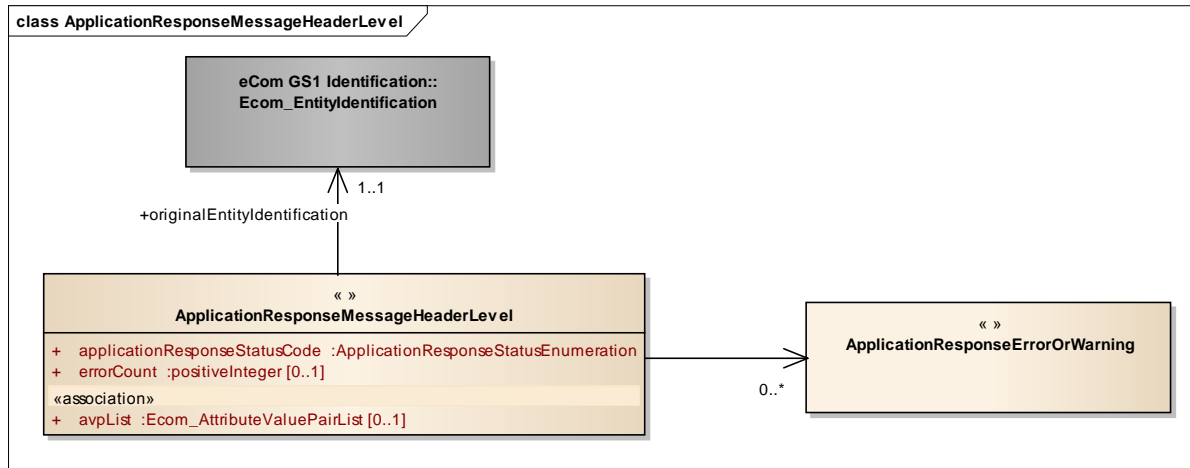 class ApplicationResponseMessageHeaderLevel
eCom GS1 Identification::
Ecom_EntityIdentification
1..1
+originalEntityIdentification
« »
ApplicationResponseMessageHeaderLevel
+ applicationResponseStatusCode :ApplicationResponseStatusEnumeration
+ errorCount :positiveInteger [0..1]
«association»
+ avpList :Ecom_AttributeValuePairList [0..1]
0..*
« »
ApplicationResponseErrorOrWarning